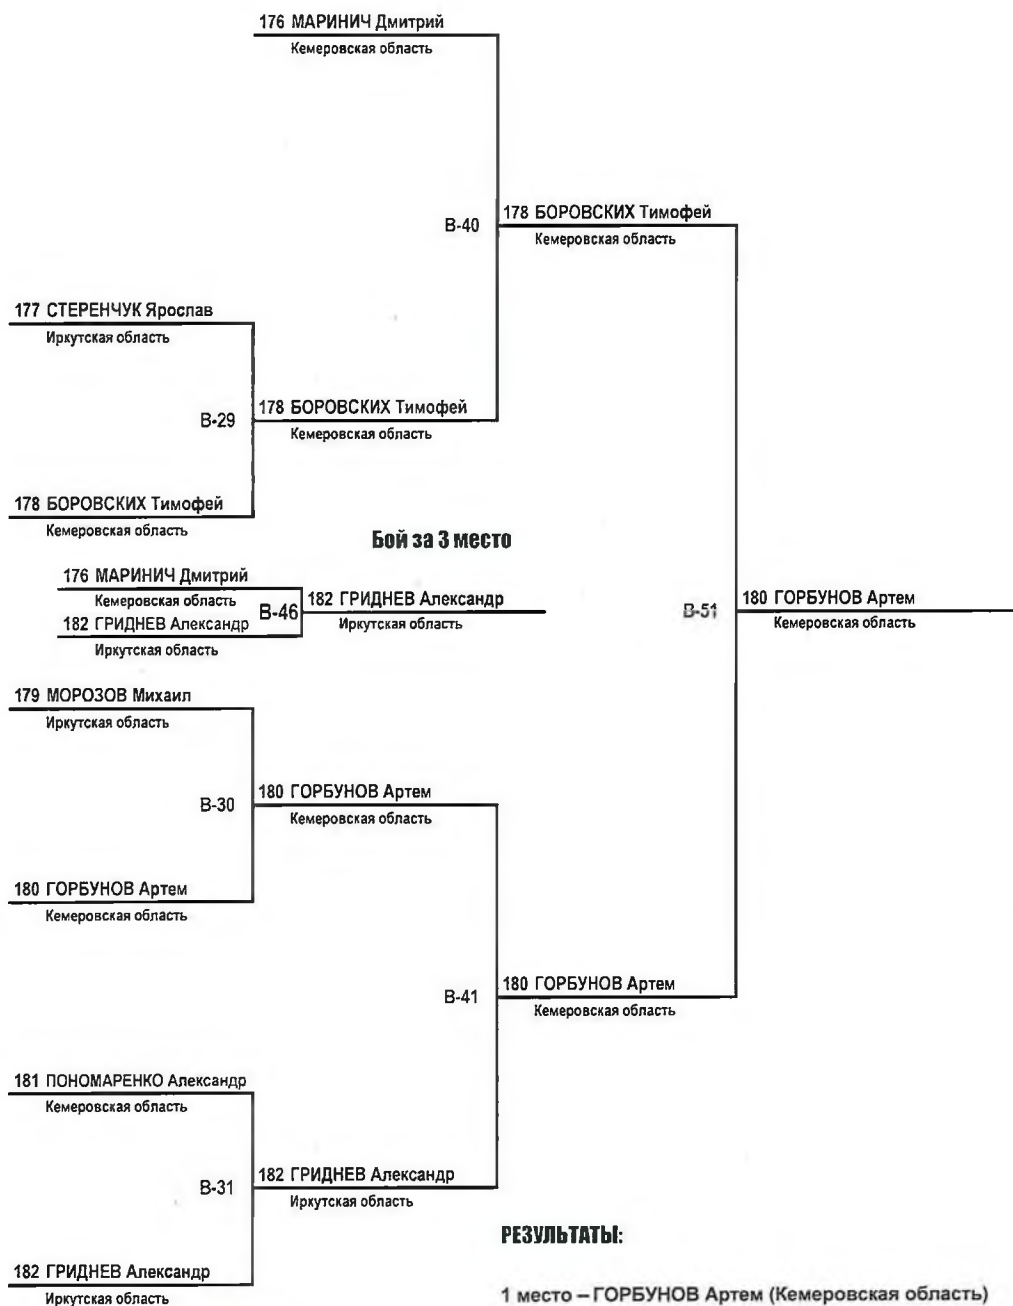 176 МАРИНИЧ Дмитрий
Кемеровская область
178 БОРОВСКИХ Тимофей
В-40
Кемеровская область
177 СТЕРЕНЧУК Ярослав
Иркутская область
178 БОРОВСКИХ Тимофей
В-29
Кемеровская область
178 БОРОВСКИХ Тимофей
Кемеровская область
Бой за 3 место
176 МАРИНИЧ Дмитрий
Кемеровская область
182 ГРИДНЕВ Александр
В-46
182 ГРИДНЕВ Александр
Иркутская область
Иркутская область
180 ГОРБУНОВ Артем
В-51
Кемеровская область
179 МОРОЗОВ Михаил
Иркутская область
180 ГОРБУНОВ Артем
В-30
Кемеровская область
180 ГОРБУНОВ Артем
Кемеровская область
180 ГОРБУНОВ Артем
В-41
Кемеровская область
181 ПОНОМАРЕНКО Александр
Кемеровская область
182 ГРИДНЕВ Александр
В-31
Иркутская область
РЕЗУЛЬТАТЫ:
182 ГРИДНЕВ Александр
Иркутская область
1 место – ГОРБУНОВ Артем (Кемеровская область)